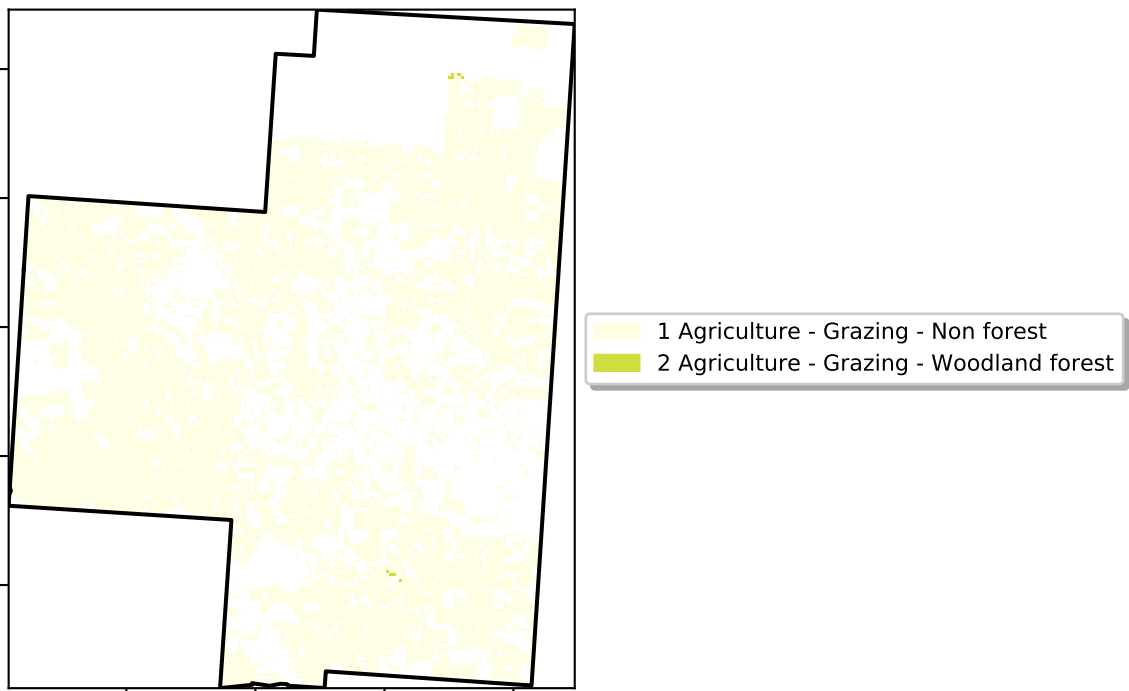 1 Agriculture - Grazing - Non forest
2 Agriculture - Grazing - Woodland forest